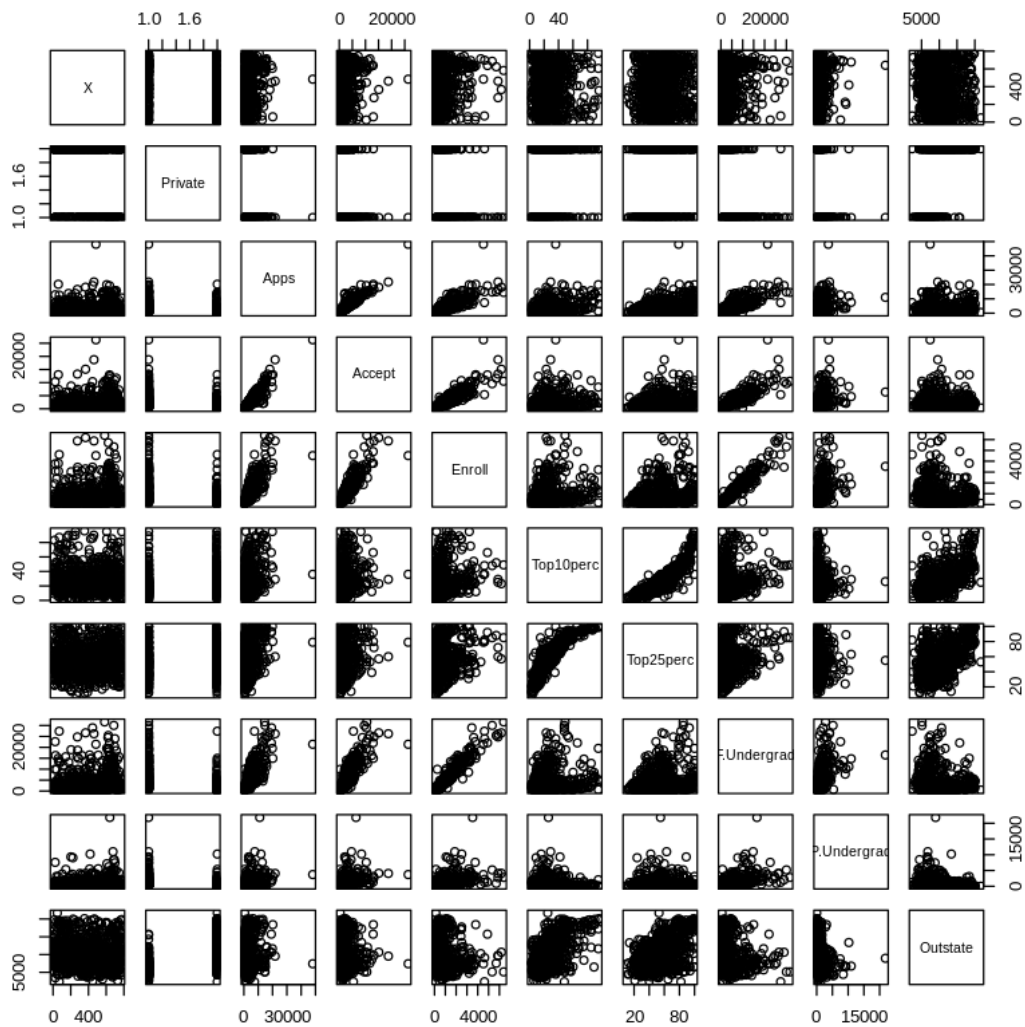 1.0 1.6 0 20000 0 40 0 20000 5000
X 0 400
1.0 1.6 Private
Apps 0 30000
0 20000 Accept
Enroll 0 4000
0 40 Top10perc
Top25perc 20 80
0 20000 F.Undergrad
P.Undergrad 0 15000
5000 Outstate
0 400 0 30000 0 4000 20 80 0 15000